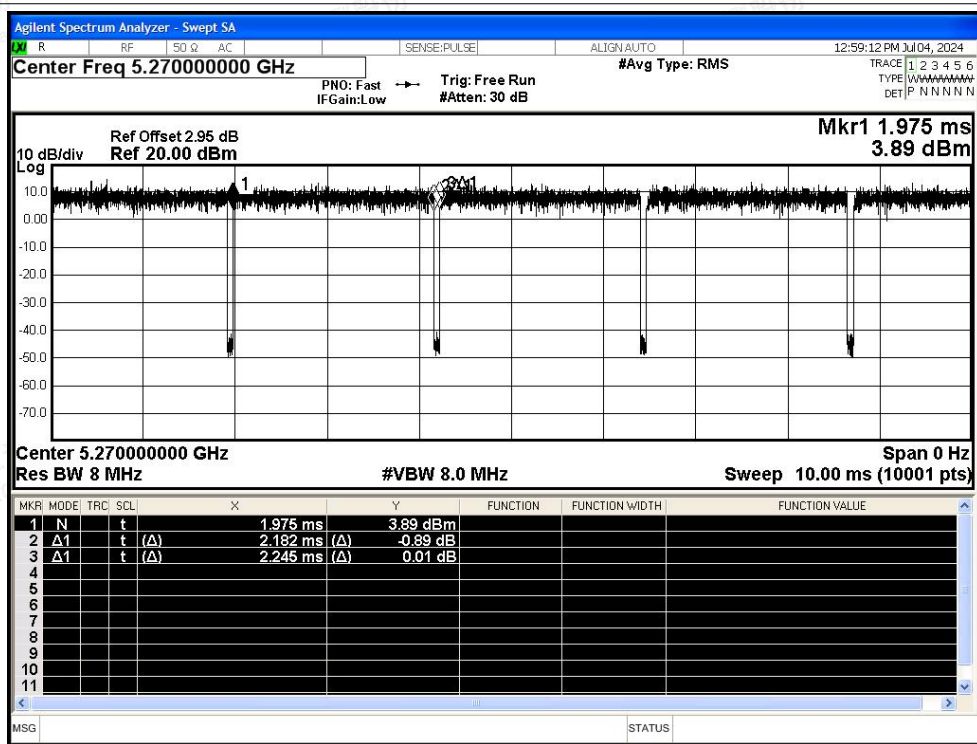 Agilent Spectrum Analyzer - Swept SA
LXI R RF 50 Ω AC SENSE:PULSE ALIGN AUTO 12:59:12 PM Jul 04, 2024
Center Freq 5.270000000 GHz
PNO: Fast
IFGain:Low
Trig: Free Run
#Atten: 30 dB
#Avg Type: RMS
TRACE 1 2 3 4 5 6
TYPE
DET P N N N N N
Mkr1 1.975 ms
3.89 dBm
Ref Offset 2.95 dB
10 dB/div Ref 20.00 dBm
Log
10.0
0.00
-10.0
-20.0
-30.0
-40.0
-50.0
-60.0
-70.0
1
Center 5.270000000 GHz Span 0 Hz
Res BW 8 MHz #VBW 8.0 MHz Sweep 10.00 ms (10001 pts)
MKR MODE TRC SCL X Y FUNCTION FUNCTION WIDTH FUNCTION VALUE
1 N t 1.975 ms 3.89 dBm
2 Δ1 t (Δ) 2.182 ms (Δ) -0.89 dB
3 Δ1 t (Δ) 2.245 ms (Δ) 0.01 dB
4
5
6
7
8
9
10
11
MSG STATUS